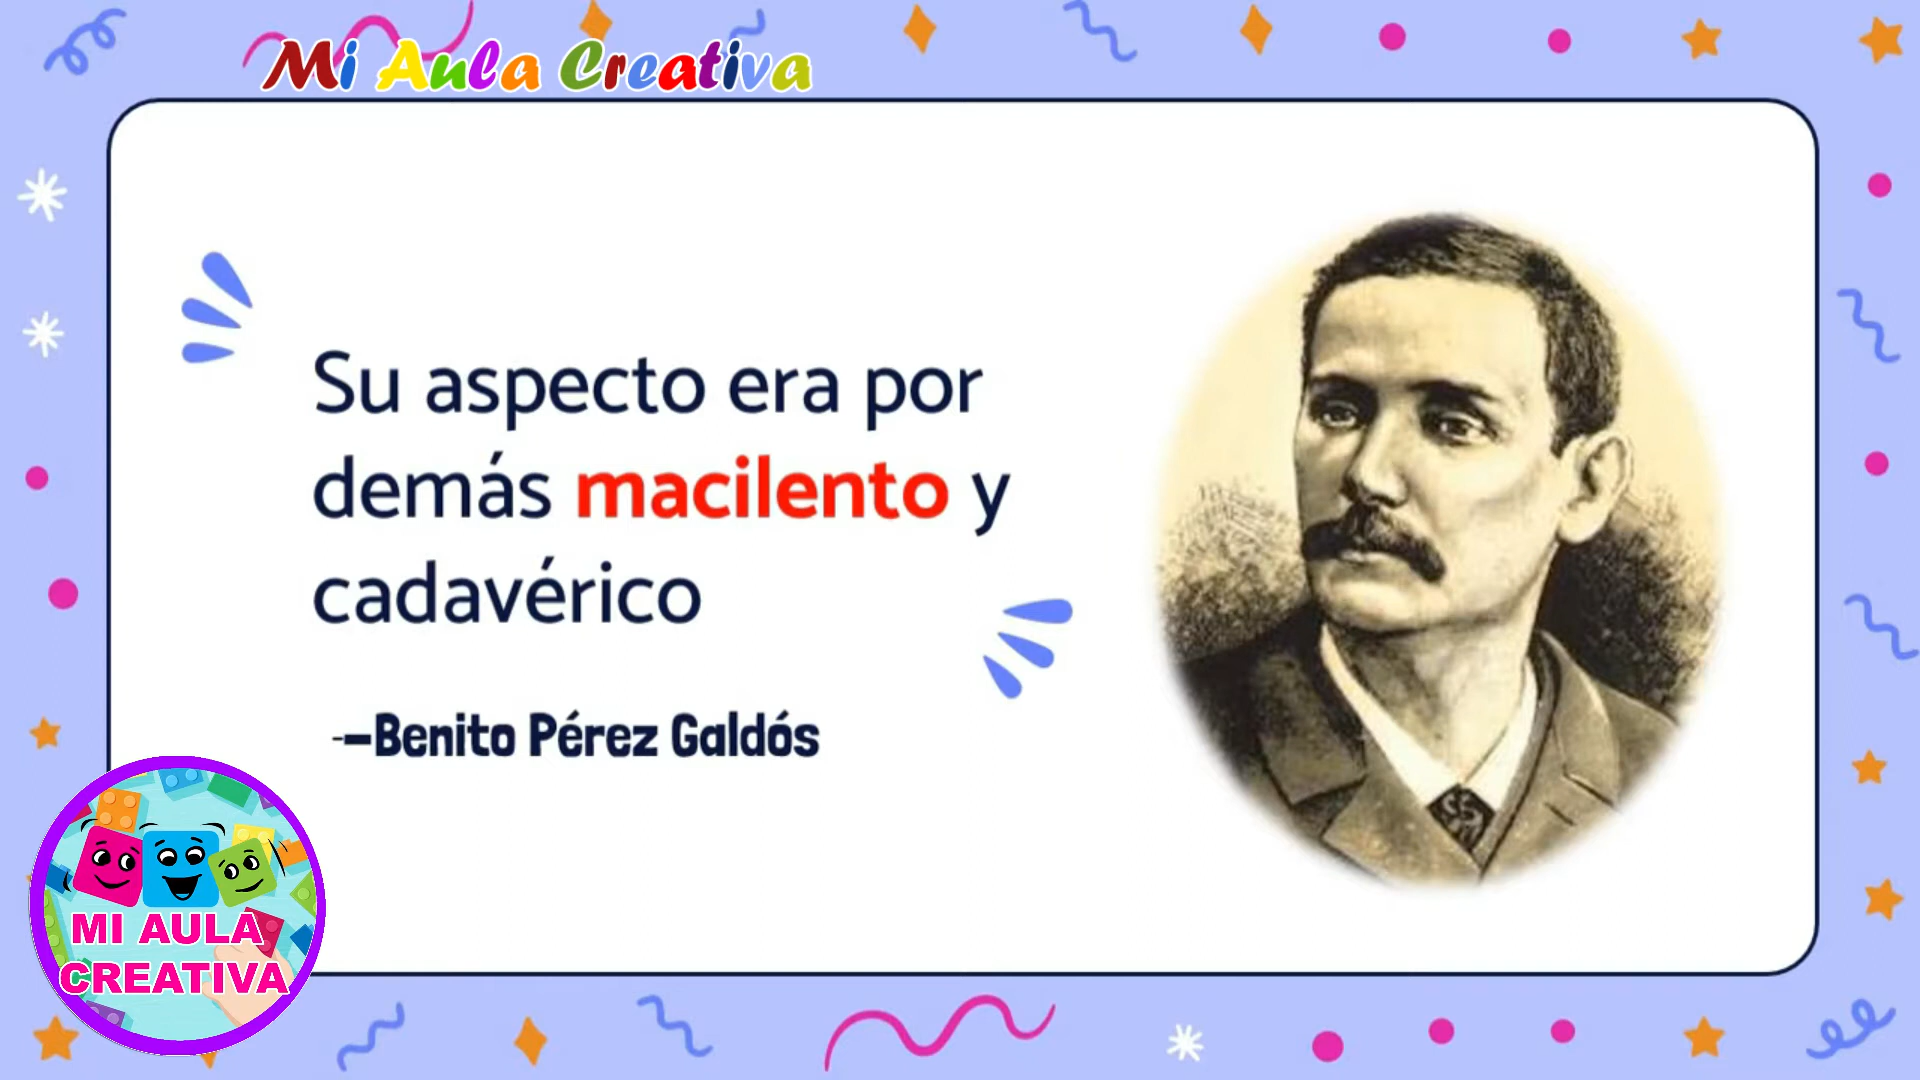 Mi Aula Creativa
Su aspecto era por
demás macilento y
cadavérico
-–Benito Pérez Galdós
MI AULA
CREATIVA